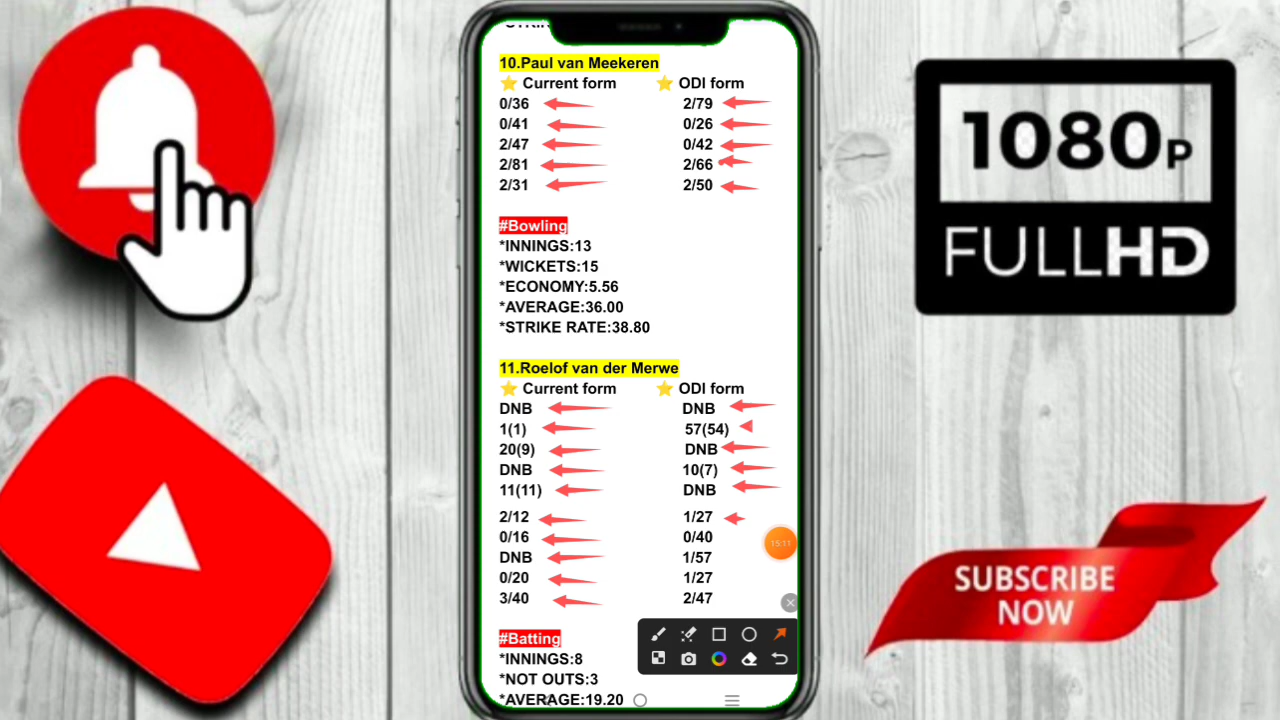 10.Paul van Meekeren
⭐ Current form ⭐ ODI form
0/36 2/79
0/41 0/26
2/47 0/42
2/81 2/66
2/31 2/50
#Bowling
*INNINGS:13
*WICKETS:15
*ECONOMY:5.56
*AVERAGE:36.00
*STRIKE RATE:38.80
11.Roelof van der Merwe
⭐ Current form ⭐ ODI form
DNB DNB
1(1) 57(54)
20(9) DNB
DNB 10(7)
11(11) DNB
2/12 1/27
0/16 0/40
DNB 1/57
0/20 1/27
3/40 2/47
15:11
#Batting
*INNINGS:8
*NOT OUTS:3
*AVERAGE:19.20
1080P
FULLHD
SUBSCRIBE
NOW